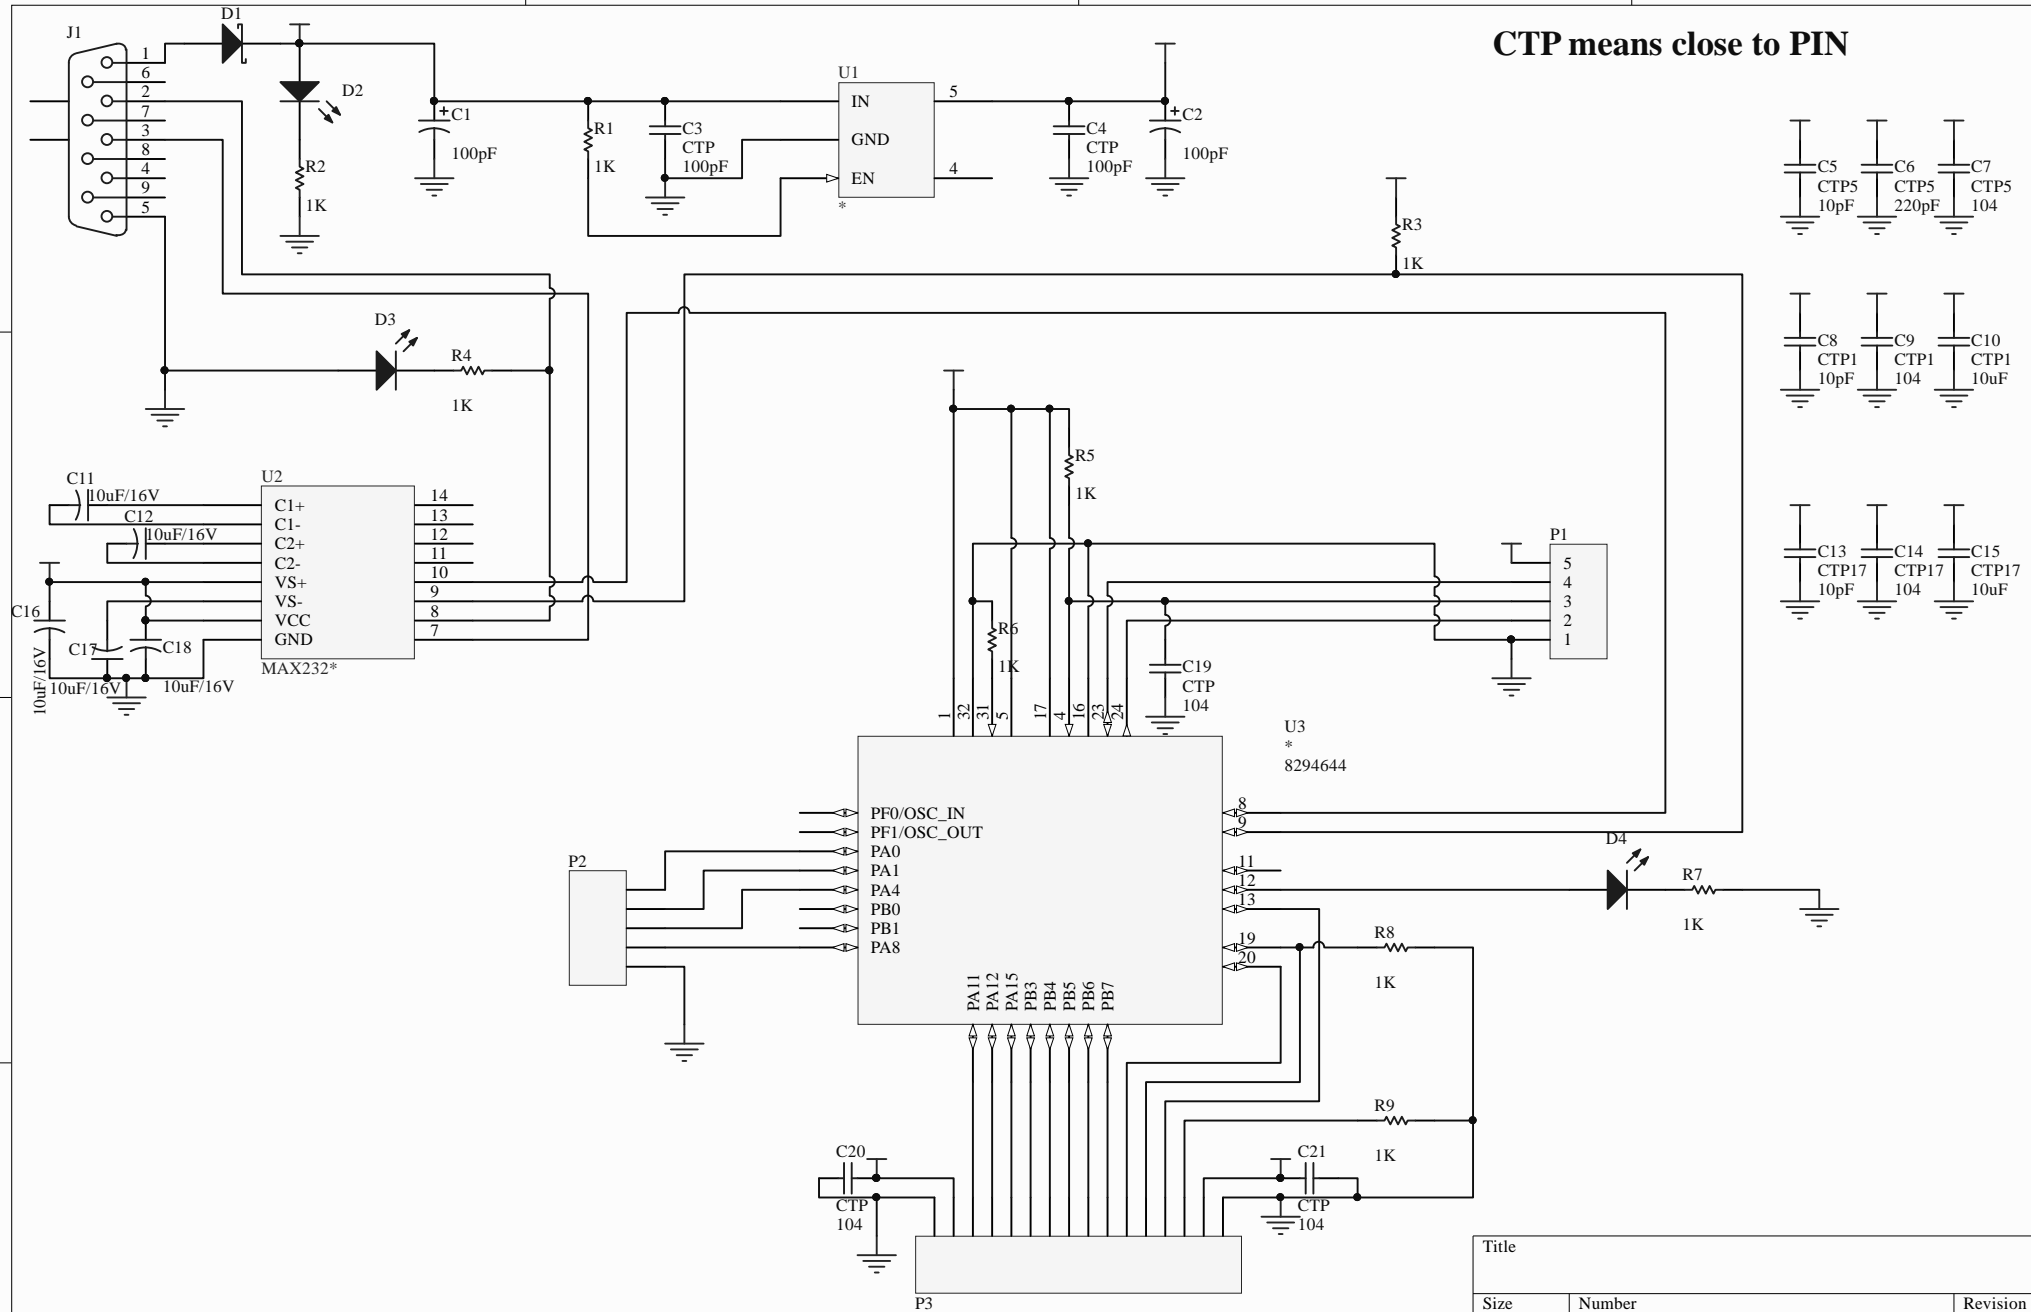 CTP means close to PIN
J1
1
6
2
7
3
8
4
9
5
D1
D2
R2
1K
+
C1
100pF
R1
1K
C3
CTP
100pF
U1
IN
GND
EN
*
5
4
C4
CTP
100pF
+
C2
100pF
R3
1K
C5
CTP5
10pF
C6
CTP5
220pF
C7
CTP5
104
C8
CTP1
10pF
C9
CTP1
104
C10
CTP1
10uF
C13
CTP17
10pF
C14
CTP17
104
C15
CTP17
10uF
D3
R4
1K
C11
10uF/16V
C12
10uF/16V
C16
10uF/16V
C17
10uF/16V
C18
10uF/16V
U2
C1+
C1-
C2+
C2-
VS+
VS-
VCC
GND
MAX232*
14
13
12
11
10
9
8
7
R5
1K
R6
1K
C19
CTP
104
P1
5
4
3
2
1
1
32
31
5
17
4
16
23
24
U3
*
8294644
PF0/OSC_IN
PF1/OSC_OUT
PA0
PA1
PA4
PB0
PB1
PA8
PA11
PA12
PA15
PB3
PB4
PB5
PB6
PB7
8
9
11
12
13
19
20
P2
D4
R7
1K
R8
1K
R9
1K
C20
CTP
104
C21
CTP
104
P3
Title
Size
Number
Revision